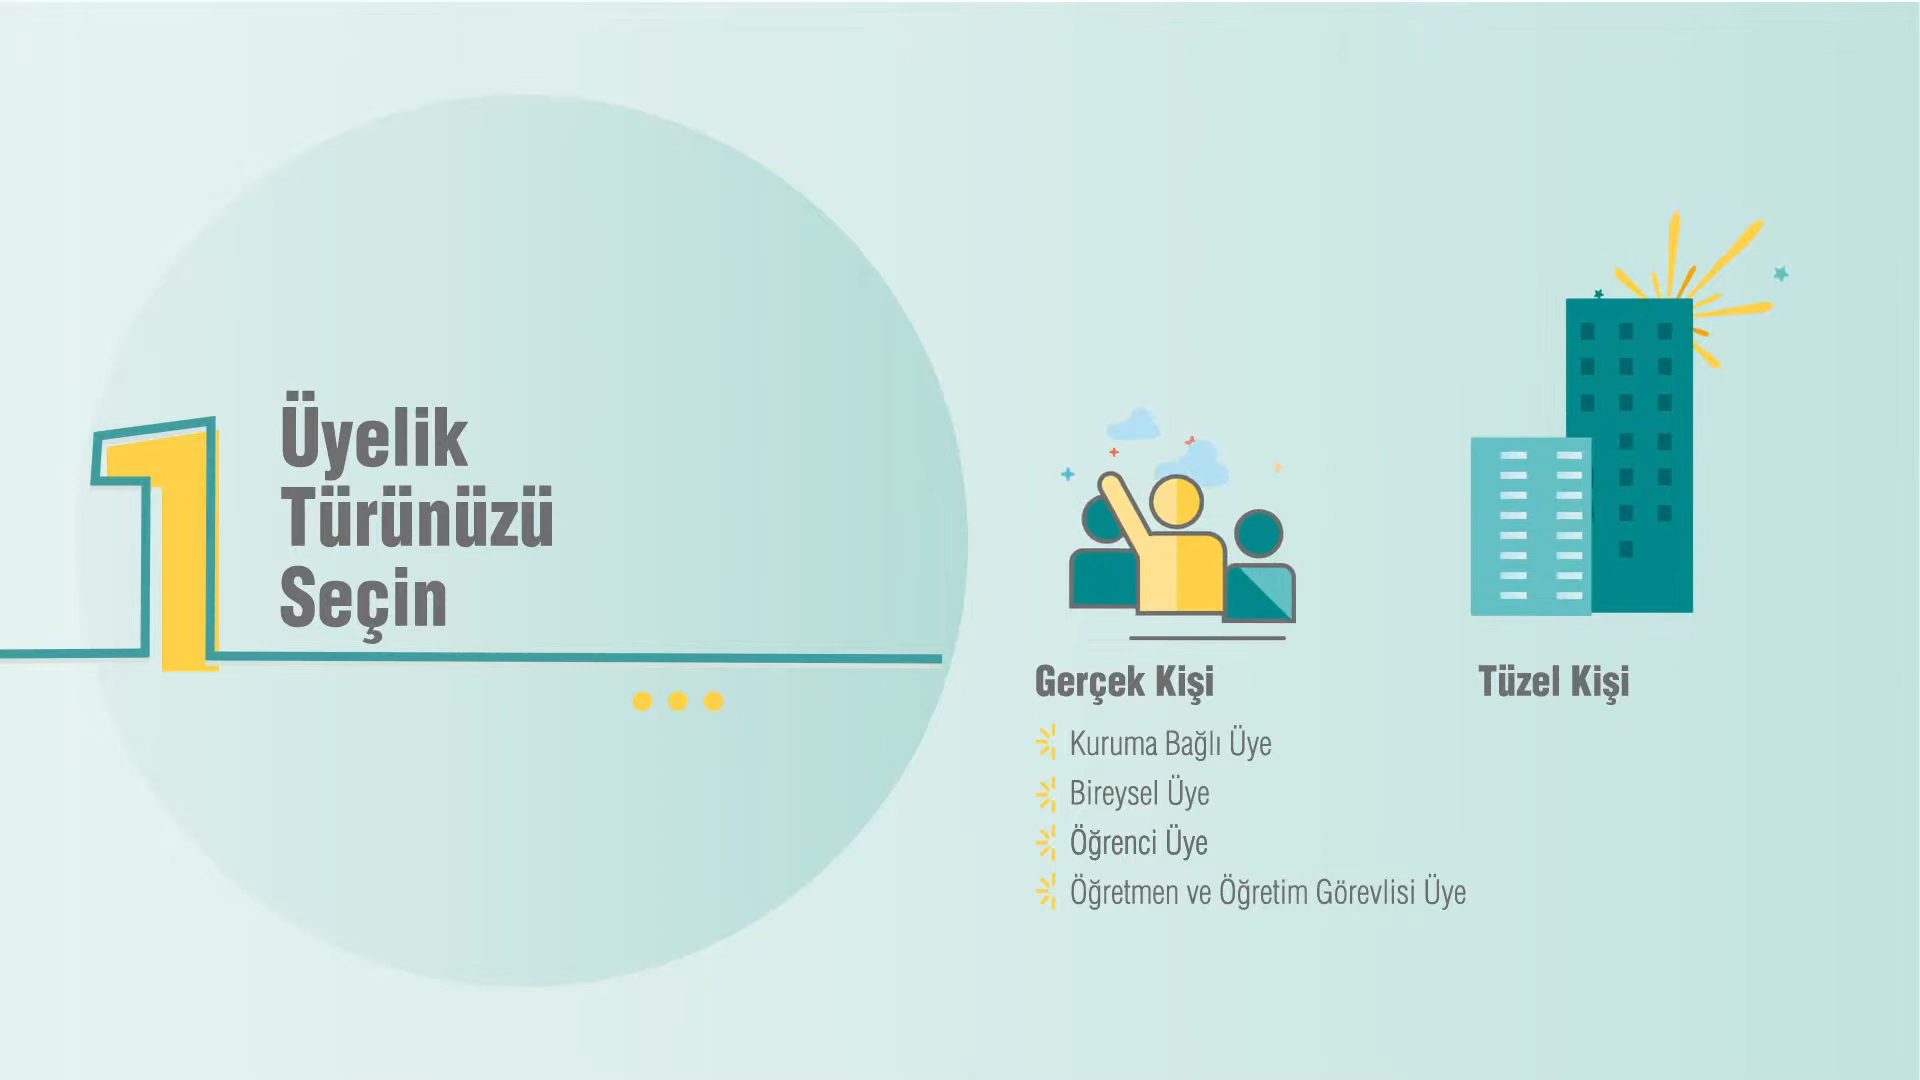 1
Üyelik
Türünüzü
Seçin
Gerçek Kişi
Kuruma Bağlı Üye
Bireysel Üye
Öğrenci Üye
Öğretmen ve Öğretim Görevlisi Üye
Tüzel Kişi